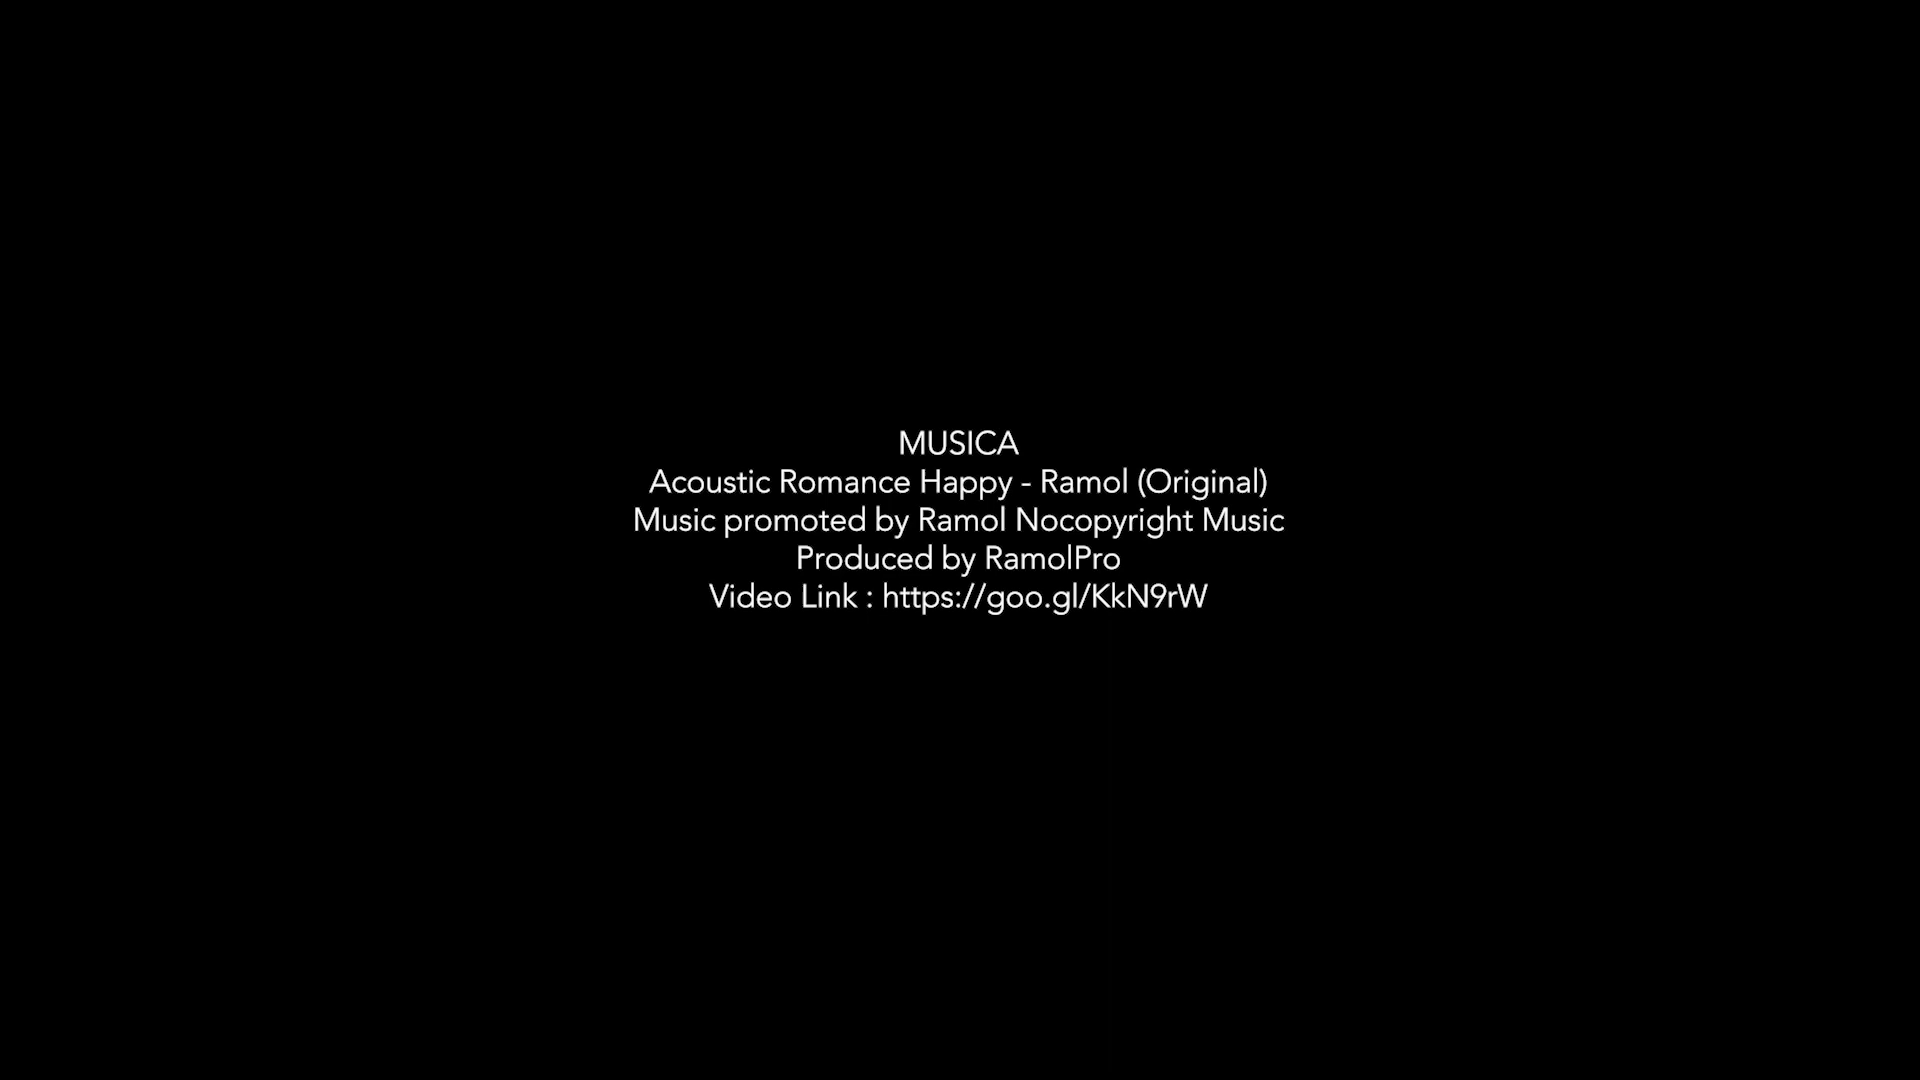 MUSICA
Acoustic Romance Happy - Ramol (Original)
Music promoted by Ramol Nocopyright Music
Produced by RamolPro
Video Link : https://goo.gl/KkN9rW